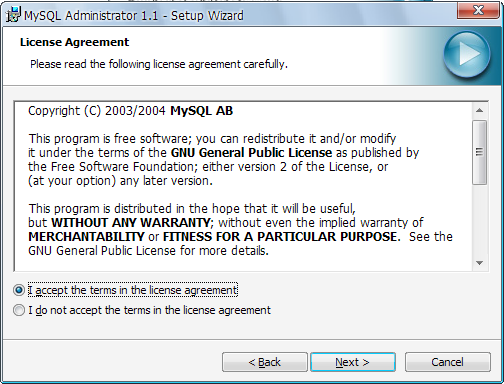 MySQL Administrator 1.1 - Setup Wizard
License Agreement
Please read the following license agreement carefully.
Copyright (C) 2003/2004 MySQL AB
This program is free software; you can redistribute it and/or modify
it under the terms of the GNU General Public License as published by
the Free Software Foundation; either version 2 of the License, or
(at your option) any later version.
This program is distributed in the hope that it will be useful,
but WITHOUT ANY WARRANTY; without even the implied warranty of
MERCHANTABILITY or FITNESS FOR A PARTICULAR PURPOSE. See the
GNU General Public License for more details.
I accept the terms in the license agreement
I do not accept the terms in the license agreement
< Back Next > Cancel